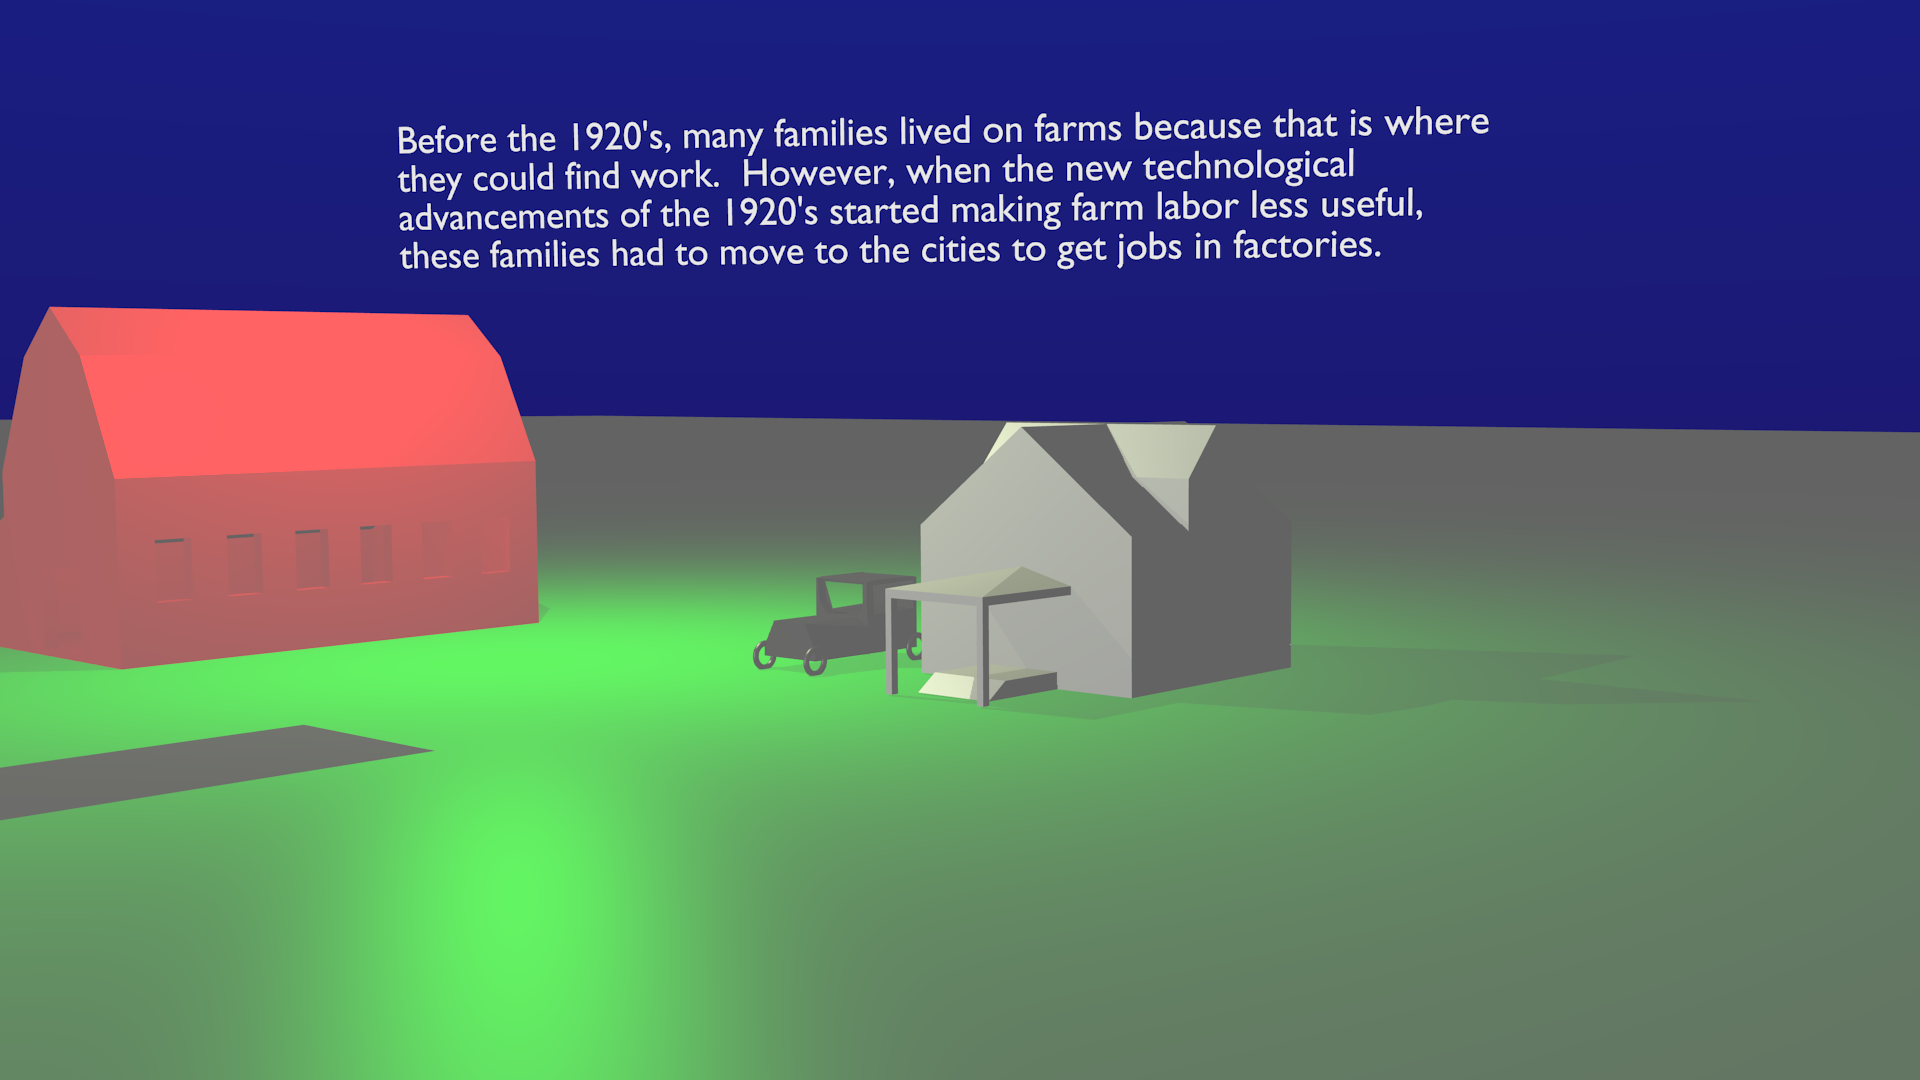 Before the 1920's, many families lived on farms because that is where
they could find work.  However, when the new technological
advancements of the 1920's started making farm labor less useful,
these families had to move to the cities to get jobs in factories.